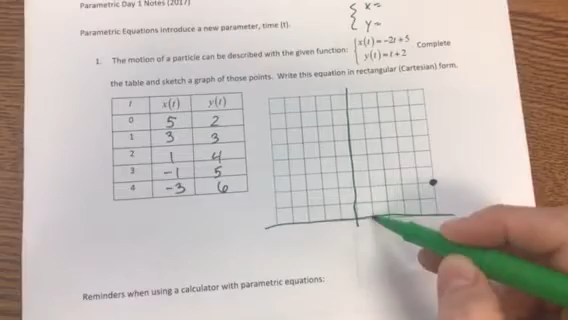 Parametric Day 1 Notes (2017)
{ x=
y=
Parametric Equations introduce a new parameter, time (t).
1. The motion of a particle can be described with the given function: { x(t)=-2t+5 Complete
y(t)=t+2
the table and sketch a graph of those points. Write this equation in rectangular (Cartesian) form.
t x(t) y(t)
0 5 2
1 3 3
2 1 4
3 -1 5
4 -3 6
Reminders when using a calculator with parametric equations: